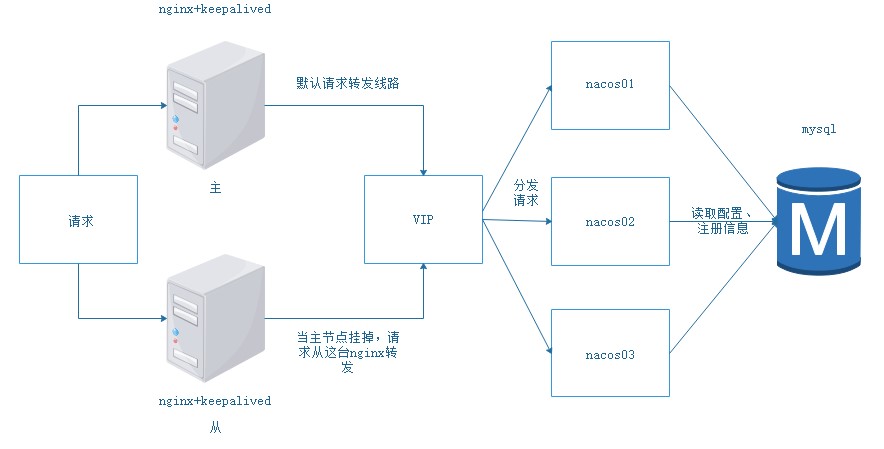 nginx+keepalived
默认请求转发线路
主
请求
VIP
分发
请求
nacos01
nacos02
nacos03
读取配置、
注册信息
mysql
M
当主节点挂掉，请
求从这台nginx转
发
nginx+keepalived
从